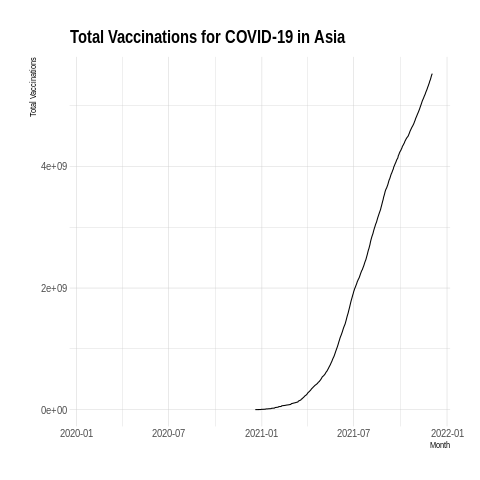 Total Vaccinations for COVID-19 in Asia
Total Vaccinations
4e+09
2e+09
0e+00
2020-01 2020-07 2021-01 2021-07 2022-01
Month